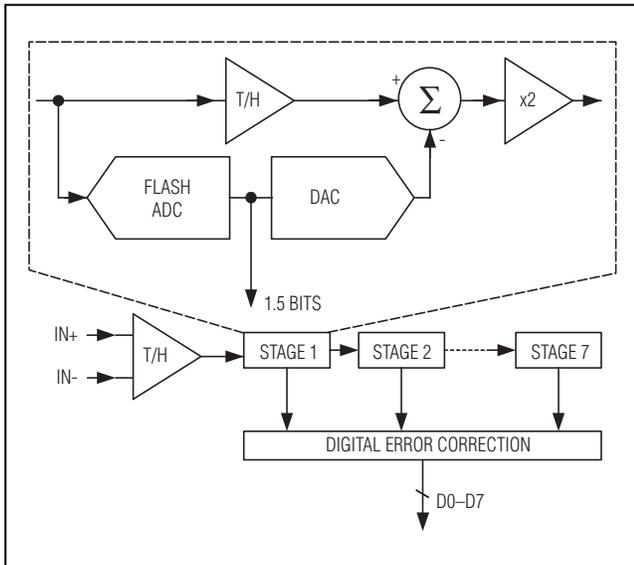 T/H
+
Σ
x2
-
FLASH
ADC
DAC
1.5 BITS
IN+
IN-
T/H
STAGE 1
STAGE 2
STAGE 7
DIGITAL ERROR CORRECTION
D0–D7